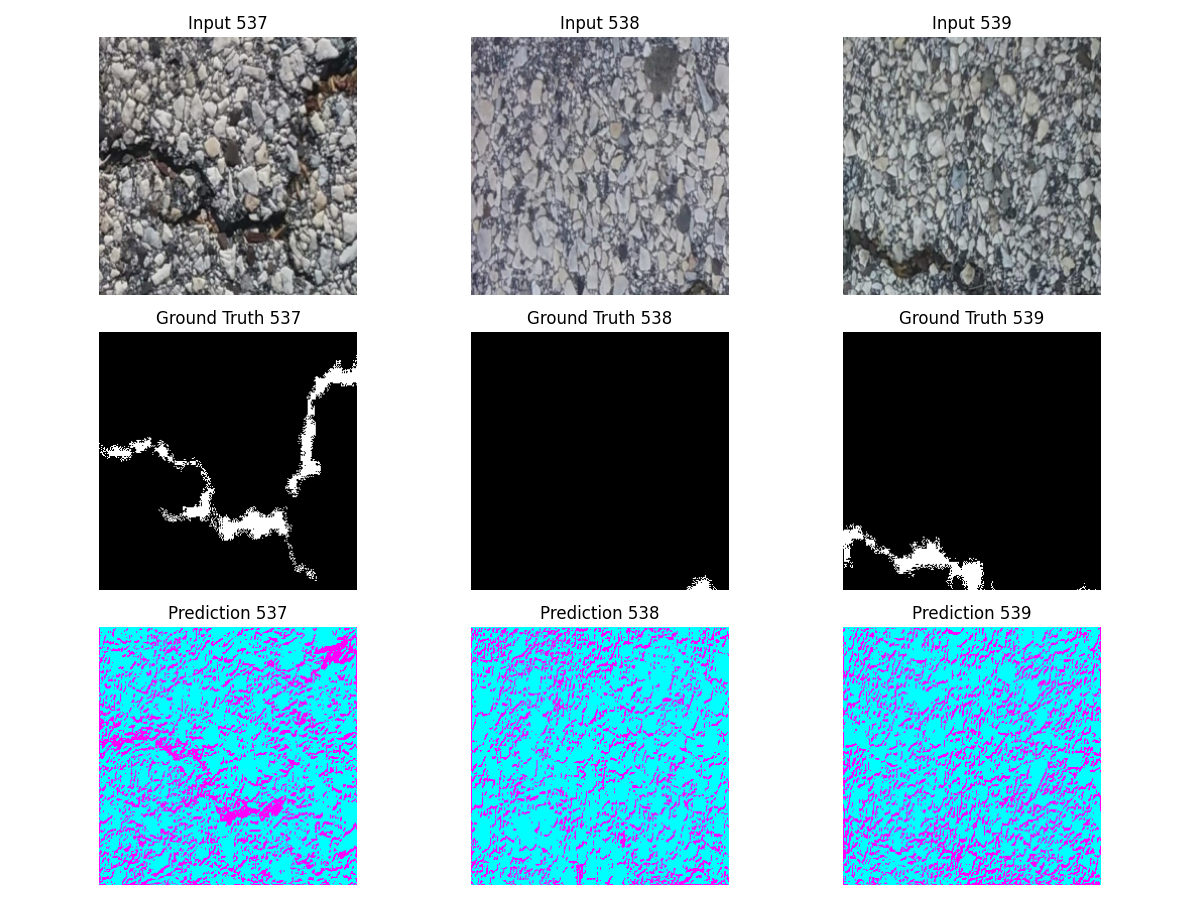 Input 537
Input 538
Input 539
Ground Truth 537
Ground Truth 538
Ground Truth 539
Prediction 537
Prediction 538
Prediction 539